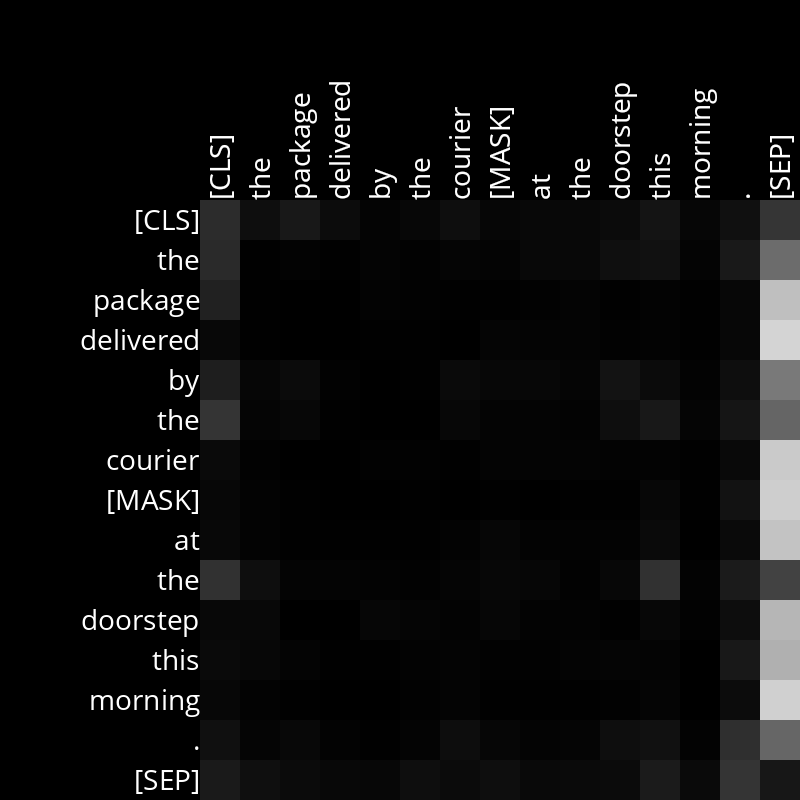 [CLS] the package delivered by the courier [MASK] at the doorstep this morning . [SEP]
[CLS]
the
package
delivered
by
the
courier
[MASK]
at
the
doorstep
this
morning
.
[SEP]